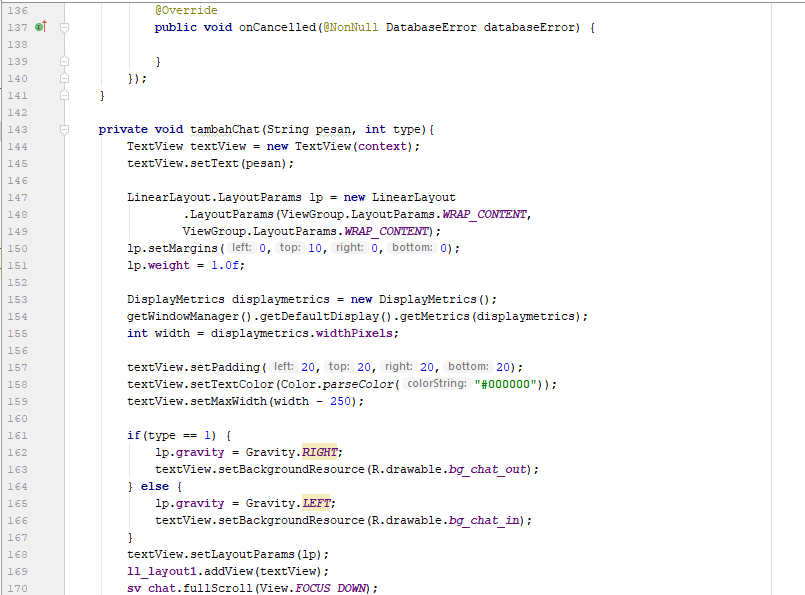 136 @Override
137 public void onCancelled(@NonNull DatabaseError databaseError) {
138
139 }
140 });
141 }
142
143 private void tambahChat(String pesan, int type){
144 TextView textView = new TextView(context);
145 textView.setText(pesan);
146
147 LinearLayout.LayoutParams lp = new LinearLayout
148 .LayoutParams(ViewGroup.LayoutParams.WRAP_CONTENT,
149 ViewGroup.LayoutParams.WRAP_CONTENT);
150 lp.setMargins( left: 0, top: 10, right: 0, bottom: 0);
151 lp.weight = 1.0f;
152
153 DisplayMetrics displaymetrics = new DisplayMetrics();
154 getWindowManager().getDefaultDisplay().getMetrics(displaymetrics);
155 int width = displaymetrics.widthPixels;
156
157 textView.setPadding( left: 20, top: 20, right: 20, bottom: 20);
158 textView.setTextColor(Color.parseColor( colorString: "#000000"));
159 textView.setMaxWidth(width - 250);
160
161 if(type == 1) {
162 lp.gravity = Gravity.RIGHT;
163 textView.setBackgroundResource(R.drawable.bg_chat_out);
164 } else {
165 lp.gravity = Gravity.LEFT;
166 textView.setBackgroundResource(R.drawable.bg_chat_in);
167 }
168 textView.setLayoutParams(lp);
169 ll_layout1.addView(textView);
170 sv_chat.fullScroll(View.FOCUS_DOWN);